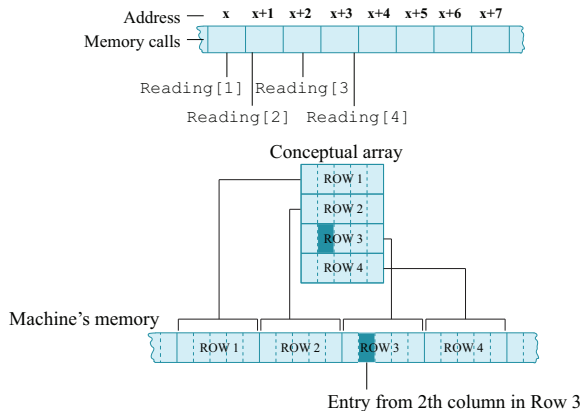 Address x x+1 x+2 x+3 x+4 x+5 x+6 x+7
Memory calls
Reading[1] Reading[3
Reading[2] Reading[4]
Conceptual array
ROW 1
ROW 2
ROW 3
ROW 4
Machine's memory
ROW 1 ROW 2 ROW 3 ROW 4
Entry from 2th column in Row 3